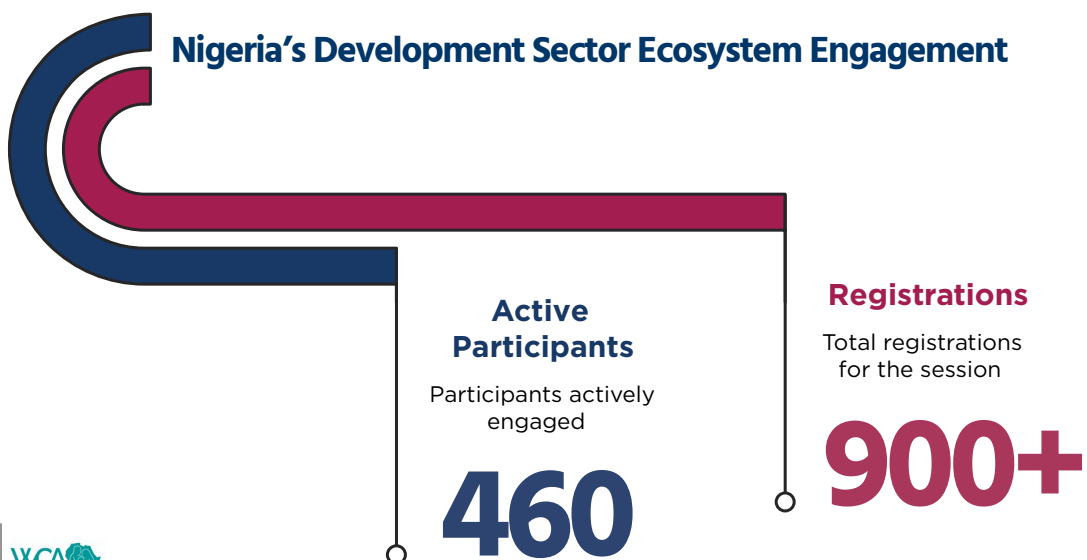 Nigeria's Development Sector Ecosystem Engagement
Active
Participants
Participants actively
engaged
460
Registrations
Total registrations
for the session
900+